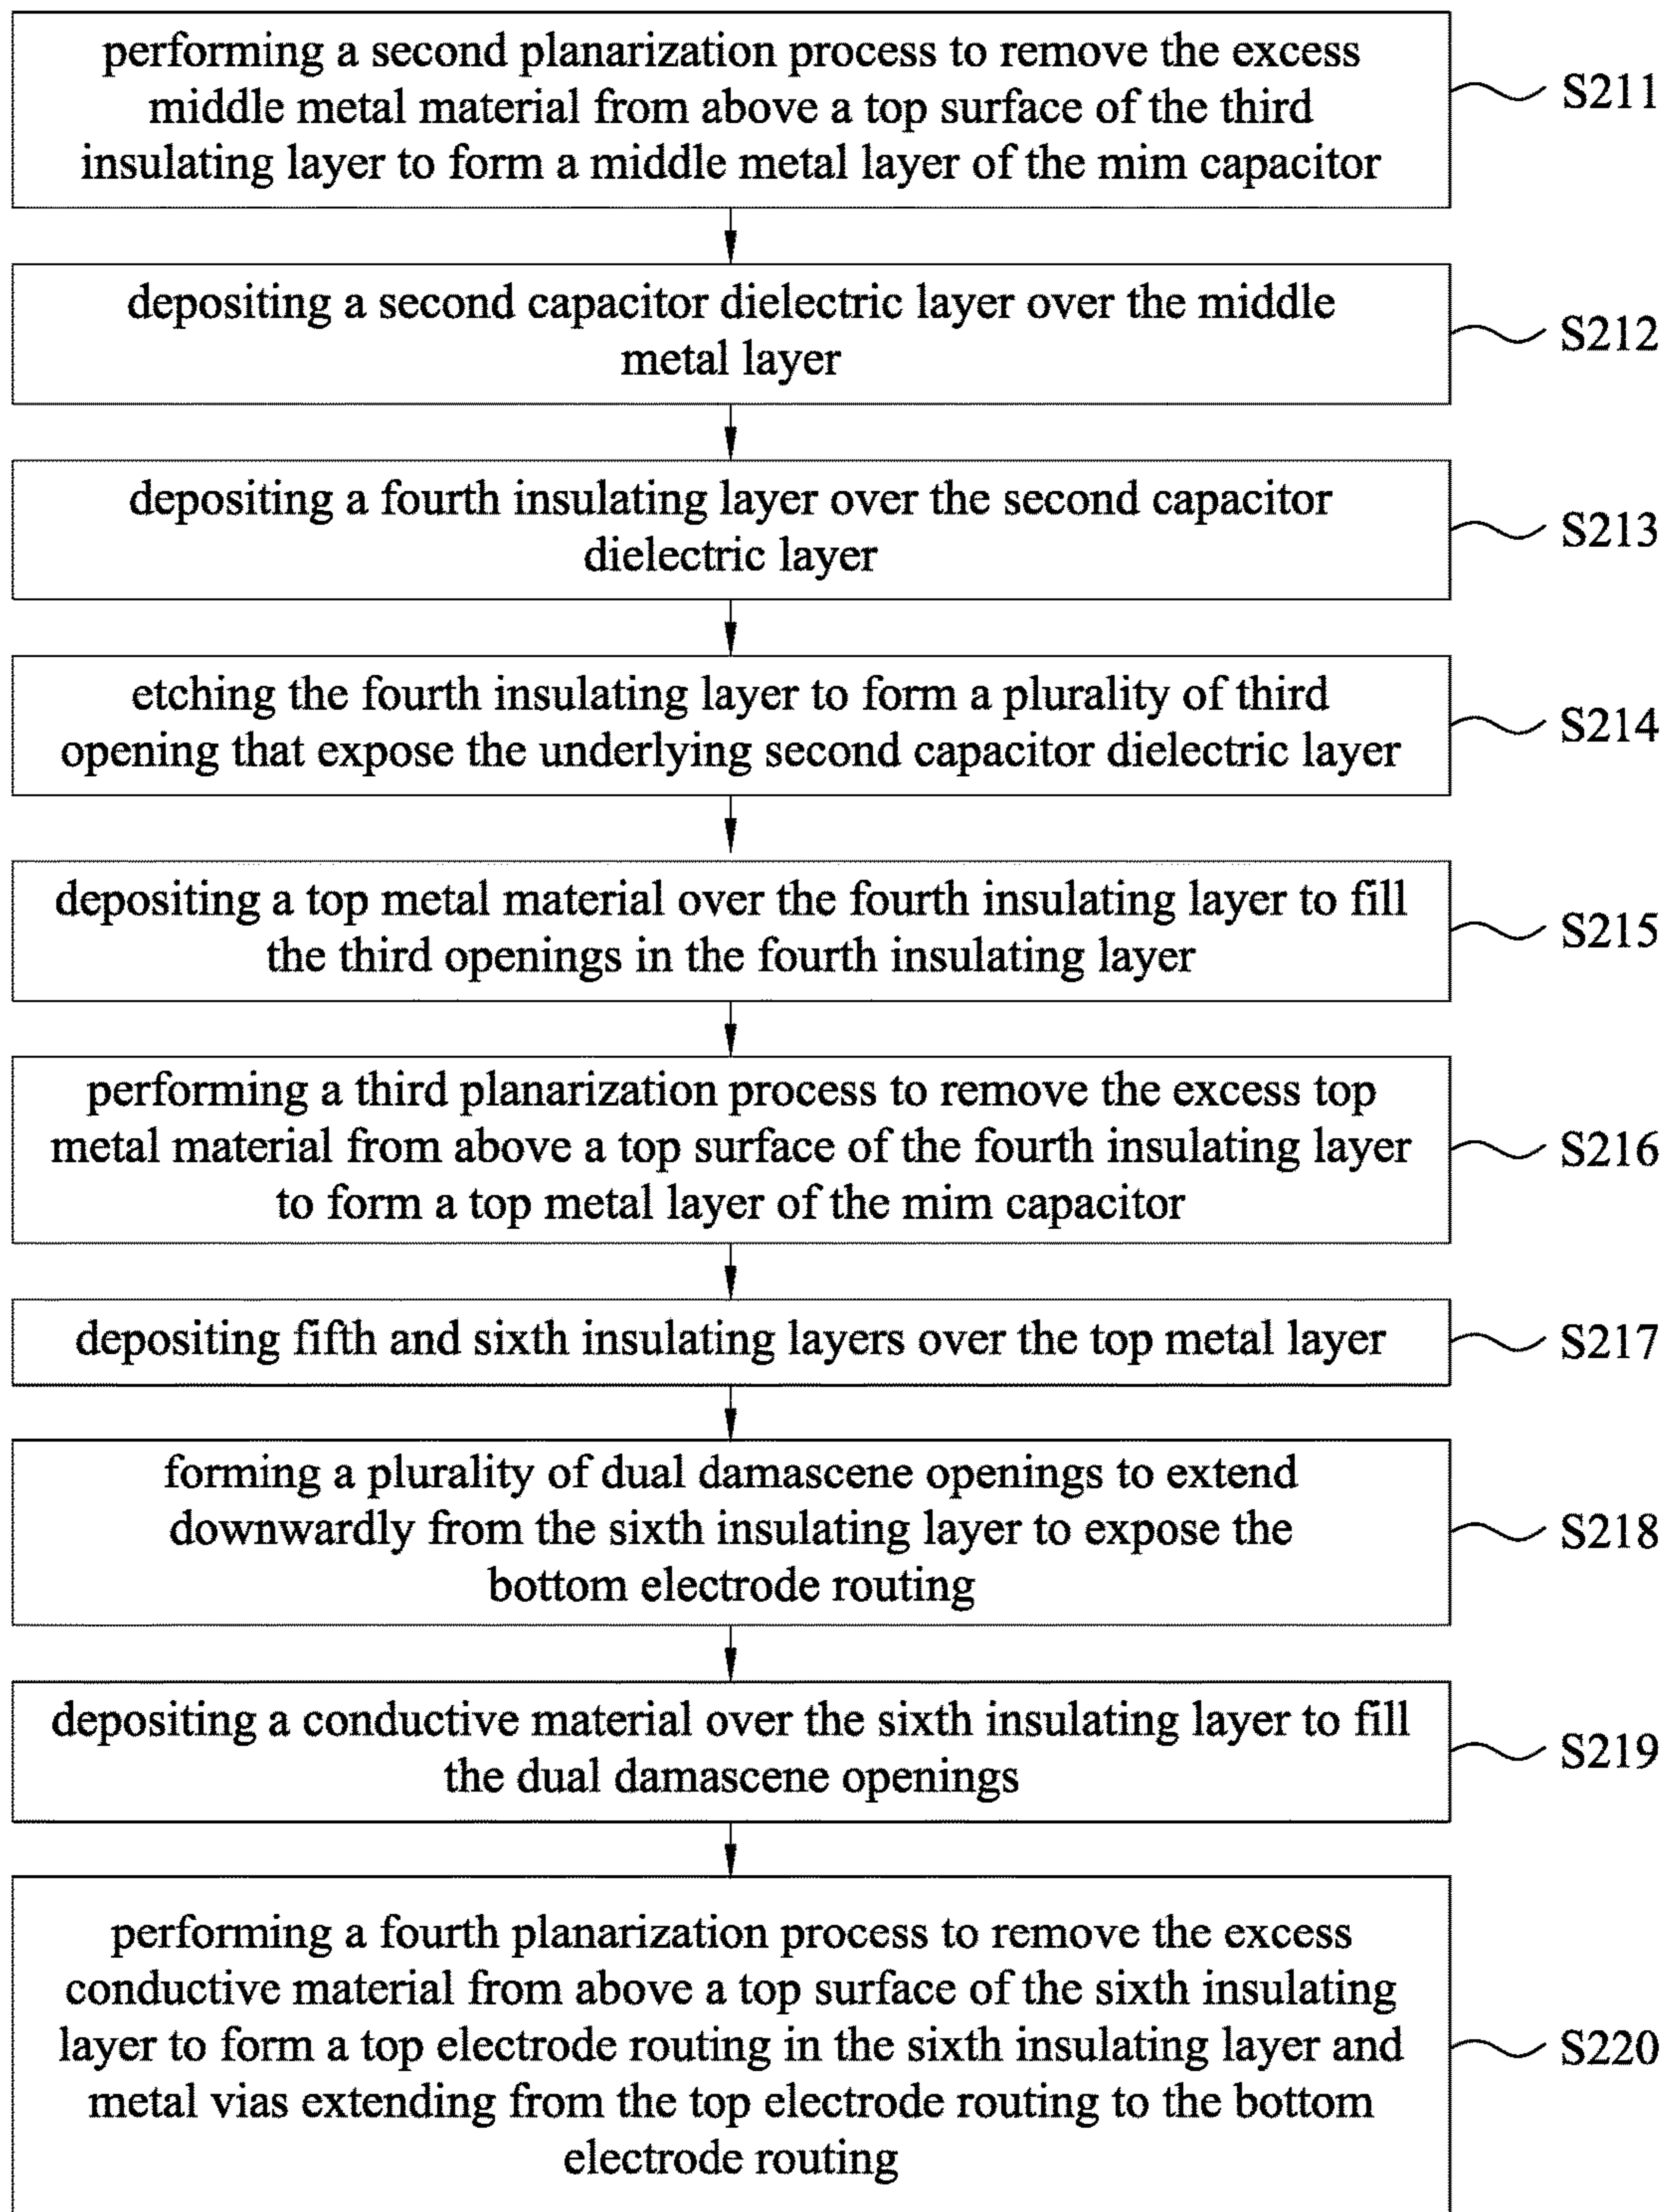 performing a second planarization process to remove the excess
middle metal material from above a top surface of the third
insulating layer to form a middle metal layer of the mim capacitor
S211
depositing a second capacitor dielectric layer over the middle
metal layer
S212
depositing a fourth insulating layer over the second capacitor
dielectric layer
S213
etching the fourth insulating layer to form a plurality of third
opening that expose the underlying second capacitor dielectric layer
S214
depositing a top metal material over the fourth insulating layer to fill
the third openings in the fourth insulating layer
S215
performing a third planarization process to remove the excess top
metal material from above a top surface of the fourth insulating layer
to form a top metal layer of the mim capacitor
S216
depositing fifth and sixth insulating layers over the top metal layer
S217
forming a plurality of dual damascene openings to extend
downwardly from the sixth insulating layer to expose the
bottom electrode routing
S218
depositing a conductive material over the sixth insulating layer to fill
the dual damascene openings
S219
performing a fourth planarization process to remove the excess
conductive material from above a top surface of the sixth insulating
layer to form a top electrode routing in the sixth insulating layer and
metal vias extending from the top electrode routing to the bottom
electrode routing
S220